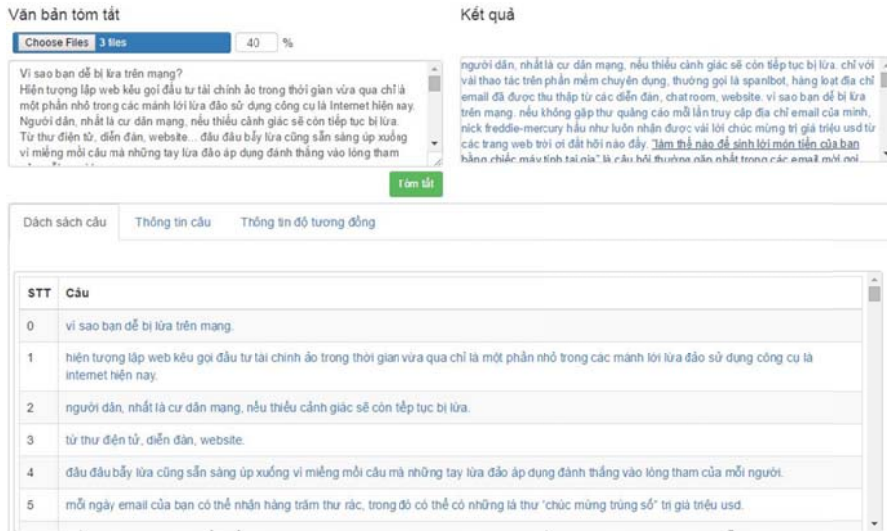 Văn bản tóm tắt
Choose Files 3 files 40 %
Vì sao bạn dễ bị lừa trên mạng?
Hiện tượng lập web kêu gọi đầu tư tài chính ảo trong thời gian vừa qua chỉ là
một phần nhỏ trong các mánh lới lừa đảo sử dụng công cụ là Internet hiện nay.
Người dân, nhất là cư dân mạng, nếu thiếu cảnh giác sẽ còn tiếp tục bị lừa.
Từ thư điện tử, diễn đàn, website... đâu đâu bẫy lừa cũng sẵn sàng úp xuống
vì miếng mồi câu mà những tay lừa đảo áp dụng đánh thẳng vào lòng tham
Kết quả
người dân, nhất là cư dân mạng, nếu thiếu cảnh giác sẽ còn tiếp tục bị lừa. chỉ với
vài thao tác trên phần mềm chuyên dụng, thường gọi là spambot, hàng loạt địa chỉ
email đã được thu thập từ các diễn đàn, chatroom, website. vì sao bạn dễ bị lừa
trên mạng. nếu không gặp thư quảng cáo mỗi lần truy cập địa chỉ email của mình,
nick freddie-mercury hầu như luôn nhận được vài lời chúc mừng trị giá triệu usd từ
các trang web trời ơi đất hỡi nào đấy. "làm thế nào để sinh lời món tiền của bạn
bằng chiếc máy tính tại gia" là câu hỏi thường gặp nhất trong các email mời gọi
Tóm tắt
Dách sách câu Thông tin câu Thông tin độ tương đồng
STT Câu
0 vì sao bạn dễ bị lừa trên mạng.
1 hiện tượng lập web kêu gọi đầu tư tài chính ảo trong thời gian vừa qua chỉ là một phần nhỏ trong các mánh lới lừa đảo sử dụng công cụ là
internet hiện nay.
2 người dân, nhất là cư dân mạng, nếu thiếu cảnh giác sẽ còn tiếp tục bị lừa.
3 từ thư điện tử, diễn đàn, website.
4 đâu đâu bẫy lừa cũng sẵn sàng úp xuống vì miếng mồi câu mà những tay lừa đảo áp dụng đánh thẳng vào lòng tham của mỗi người.
5 mỗi ngày email của bạn có thể nhận hàng trăm thư rác, trong đó có thể có những lá thư "chúc mừng trúng số" trị giá triệu usd.